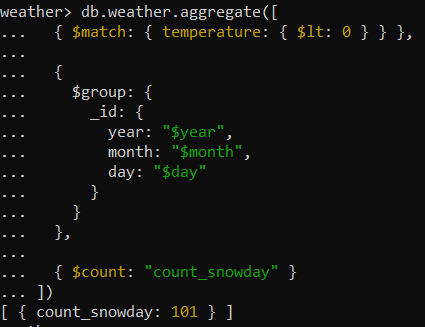 weather> db.weather.aggregate([
...   { $match: { temperature: { $lt: 0 } } },
...
...   {
...     $group: {
...       _id: {
...         year: "$year",
...         month: "$month",
...         day: "$day"
...       }
...     }
...   },
...
...   { $count: "count_snowday" }
... ])
[ { count_snowday: 101 } ]